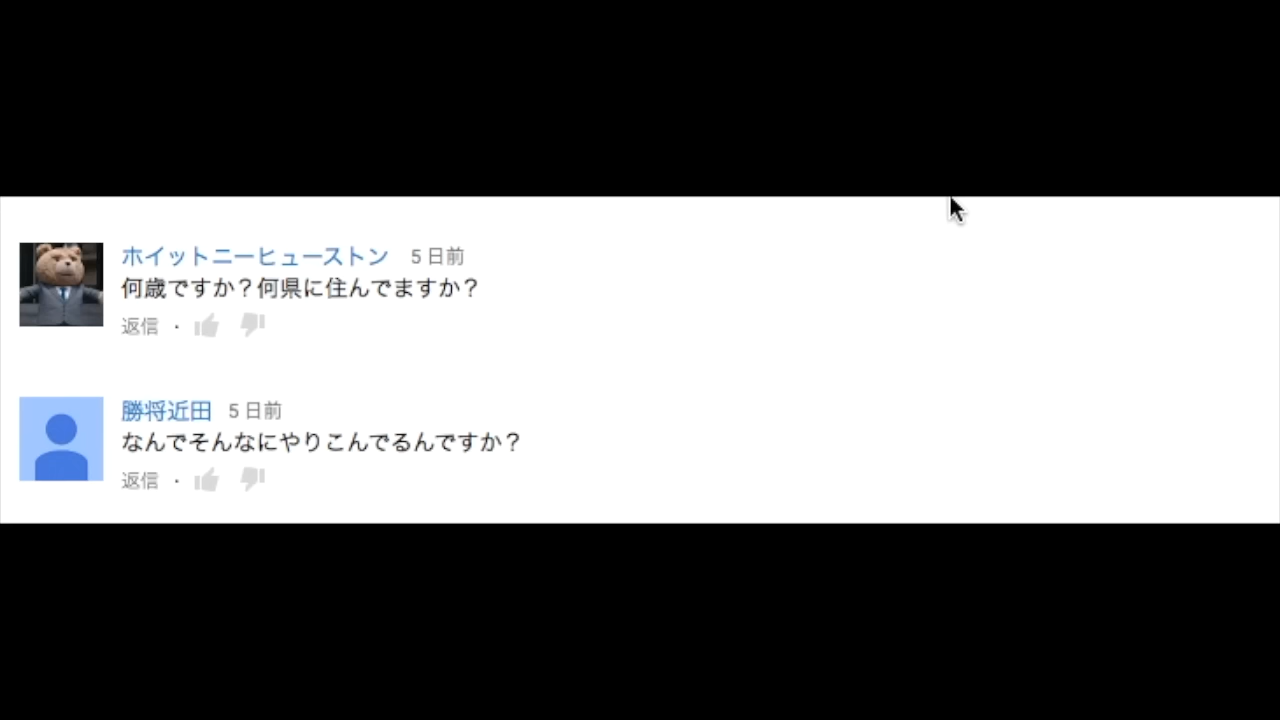 ホイットニーヒューストン 5 日前
何歳ですか？何県に住んでますか？
返信 ・
勝将近田 5 日前
なんでそんなにやりこんでるんですか？
返信 ・